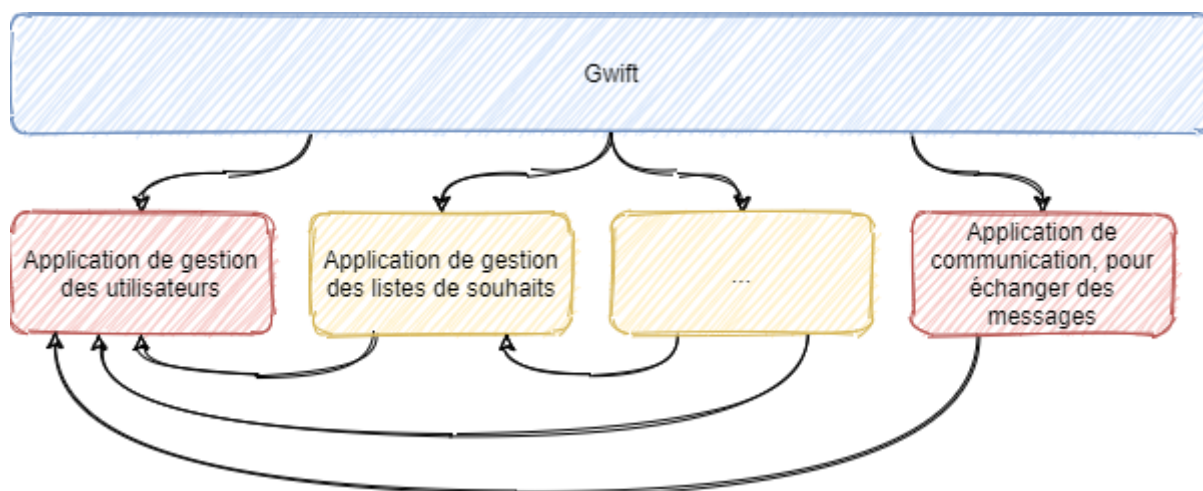 Gwift
Application de gestion
des utilisateurs
Application de gestion
des listes de souhaits
...
Application de
communication, pour
échanger des
messages